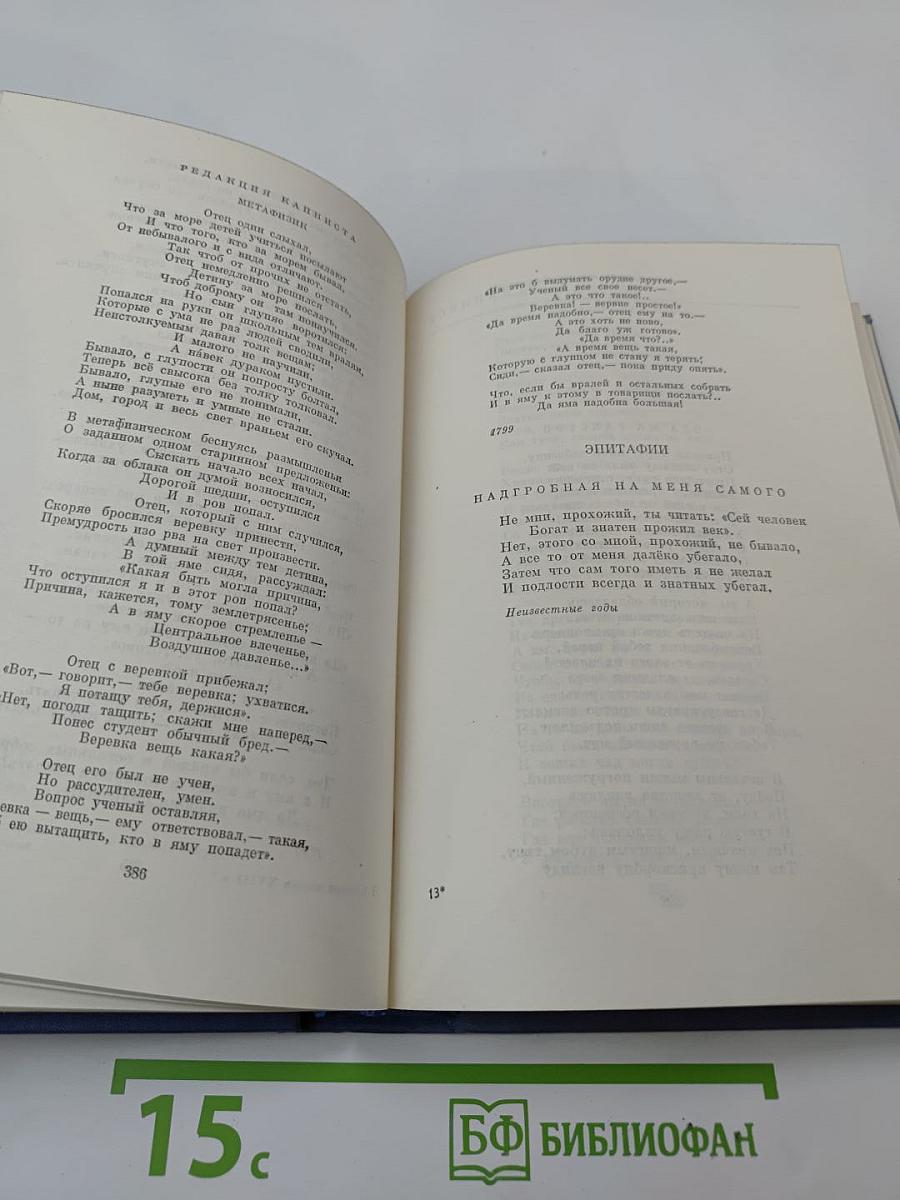 РЕДАКЦИЯ КАПНИСТА
МЕТАФИЗИК
Отец один слыхал,
Что за море детей учиться посылают
И что того, кто за морем бывал,
От небывалого и с вида отличают.
Так чтоб от прочих не отстать,
Отец немедленно решился
Детину за море послать,
Чтоб доброму он там понаучился.
Но сын глупяе воротился:
Попался на руки он школьным тем вралям,
Которые с ума не раз людей сводили,
Неистолкуемым давая толк вещам;
И малого не научили,
А на́век дураком пустили.
Бывало, с глупости он попросту болтал,
Теперь всё свысока без толку толковал.
Бывало, глупые его не понимали,
А ныне разуметь и умные не стали.
Дом, город и весь свет враньем его скучал.
В метафизическом беснуясь размышленьи
О заданном одном старинном предложеньи:
Сыскать начало всех начал,
Когда за облака он думой возносился,
Дорогой шедши, оступился
И в ров попал.
Отец, который с ним случился,
Скоряе бросился веревку принести,
Премудрость изо рва на свет произвести.
А думный между тем детина,
В той яме сидя, рассуждал:
«Какая быть могла причина,
Что оступился я и в этот ров попал?
Причина, кажется, тому землетрясенье;
А в яму скорое стремленье —
Центральное влеченье,
Воздушное давленье...»
Отец с веревкой прибежал;
«Вот,— говорит,— тебе веревка; ухватися.
Я потащу тебя, держися».
«Нет, погоди тащить; скажи мне наперед,—
Понес студент обычный бред.—
Веревка вещь какая?»
Отец его был не учен,
Но рассудителен, умен.
Вопрос ученый оставляя,
евка — вещь,— ему ответствовал,— такая,
ею вытащить, кто в яму попадет».
386
«На это б выдумать орудие другое,—
Ученый все свое несет.—
А это что такое!..
Веревка! — вервие простое!»
«Да время надобно,— отец ему на то.—
А это хоть не ново,
Да благо уж готово».
«Да время что?..»
«А время вещь такая,
Которую с глупцом не стану я терять;
Сиди,— сказал отец,— пока приду опять».
Что, если бы вралей и остальных собрать
И в яму к этому в товарищи послать?..
Да яма надобна большая!
1799
ЭПИТАФИИ
НАДГРОБНАЯ НА МЕНЯ САМОГО
Не мни, прохожий, ты читать: «Сей человек
Богат и знатен прожил век».
Нет, этого со мной, прохожий, не бывало,
А все то от меня далёко убегало,
Затем что сам того иметь я не желал
И подлости всегда и знатных убегал,
Неизвестные годы
13*
15 с
БФ БИБЛИОФАН